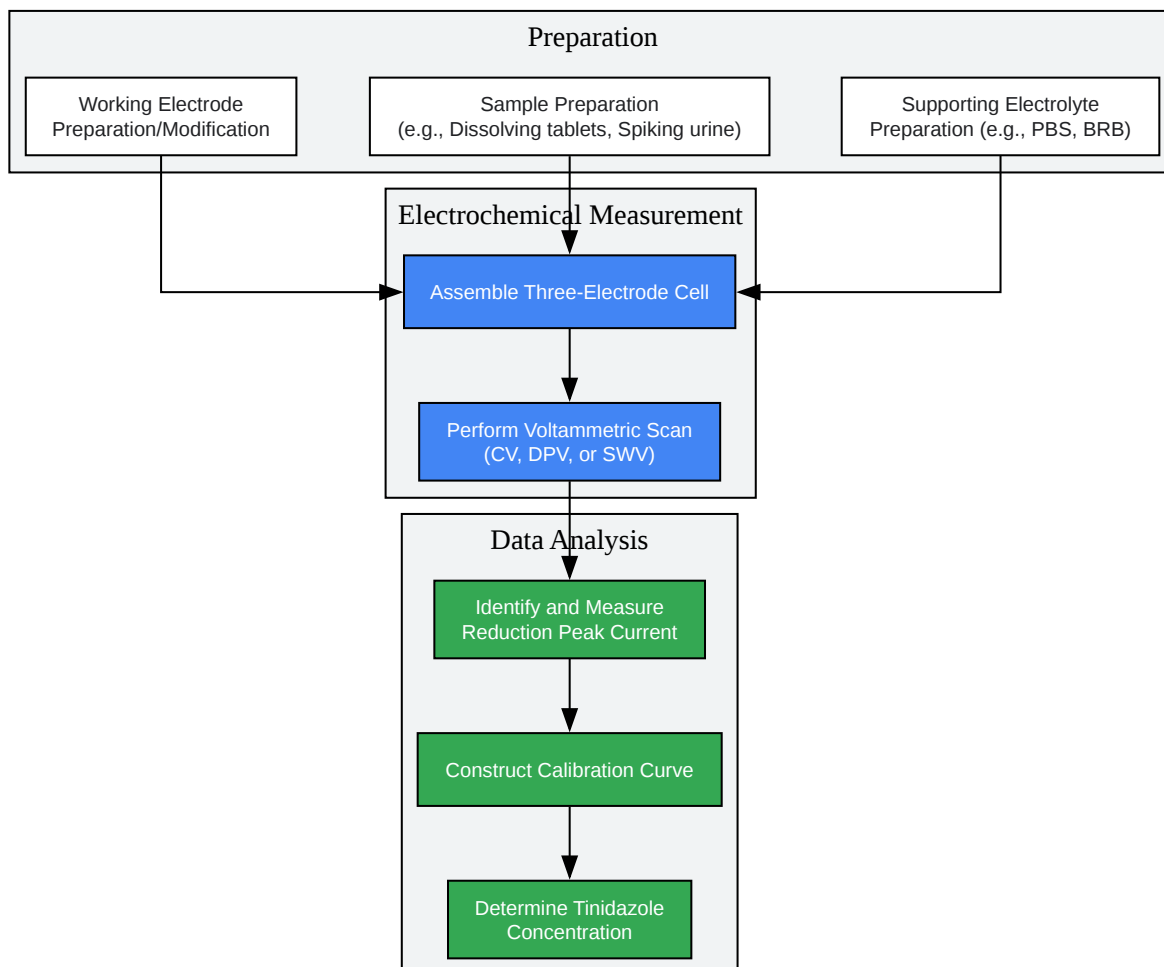 Preparation
Working Electrode
Preparation/Modification
Sample Preparation
(e.g., Dissolving tablets, Spiking urine)
Supporting Electrolyte
Preparation (e.g., PBS, BRB)
Electrochemical Measurement
Assemble Three-Electrode Cell
Perform Voltammetric Scan
(CV, DPV, or SWV)
Data Analysis
Identify and Measure
Reduction Peak Current
Construct Calibration Curve
Determine Tinidazole
Concentration